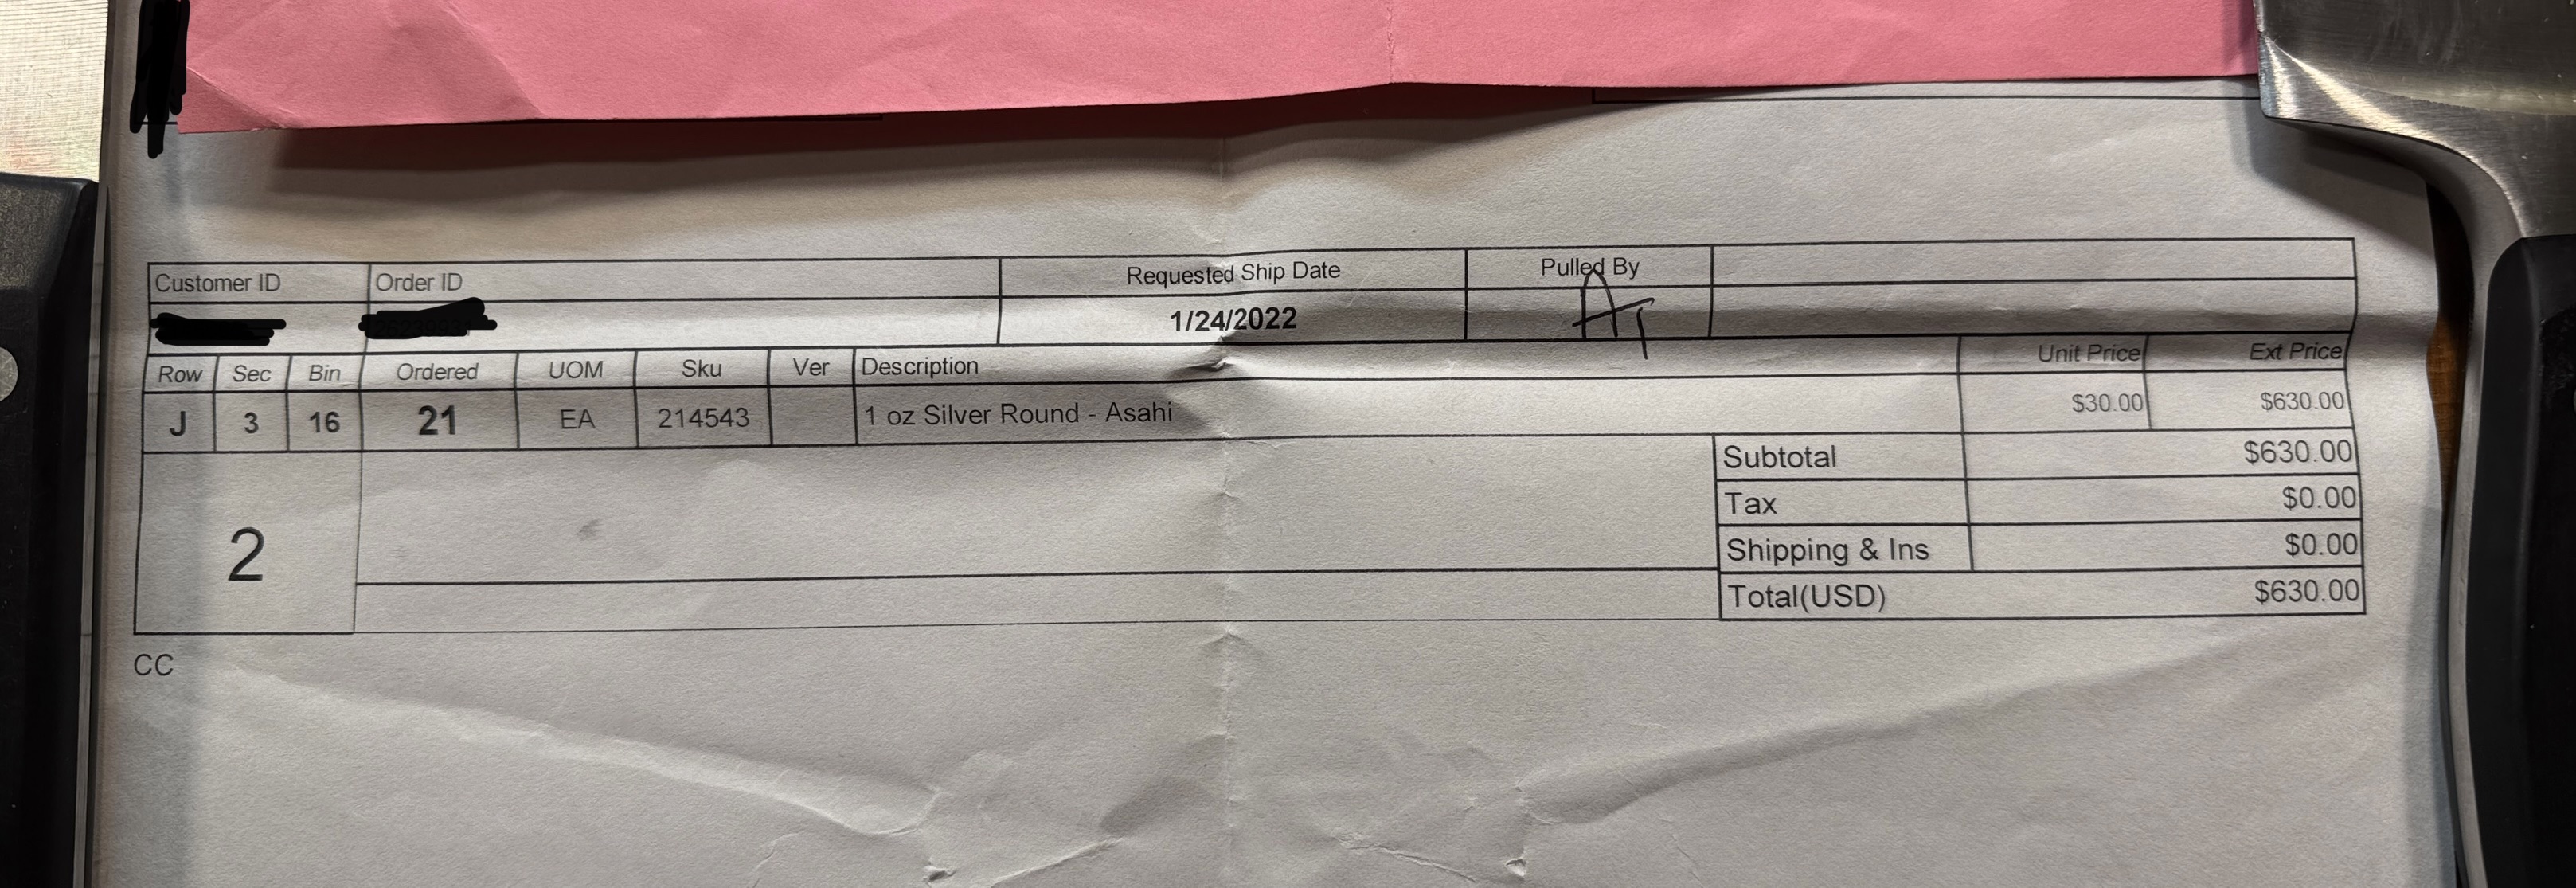 Customer ID Order ID Requested Ship Date Pulled By
1/24/2022 AT
Row Sec Bin Ordered UOM Sku Ver Description Unit Price Ext Price
J 3 16 21 EA 214543 1 oz Silver Round - Asahi $30.00 $630.00
Subtotal $630.00
Tax $0.00
Shipping & Ins $0.00
Total(USD) $630.00
2
CC